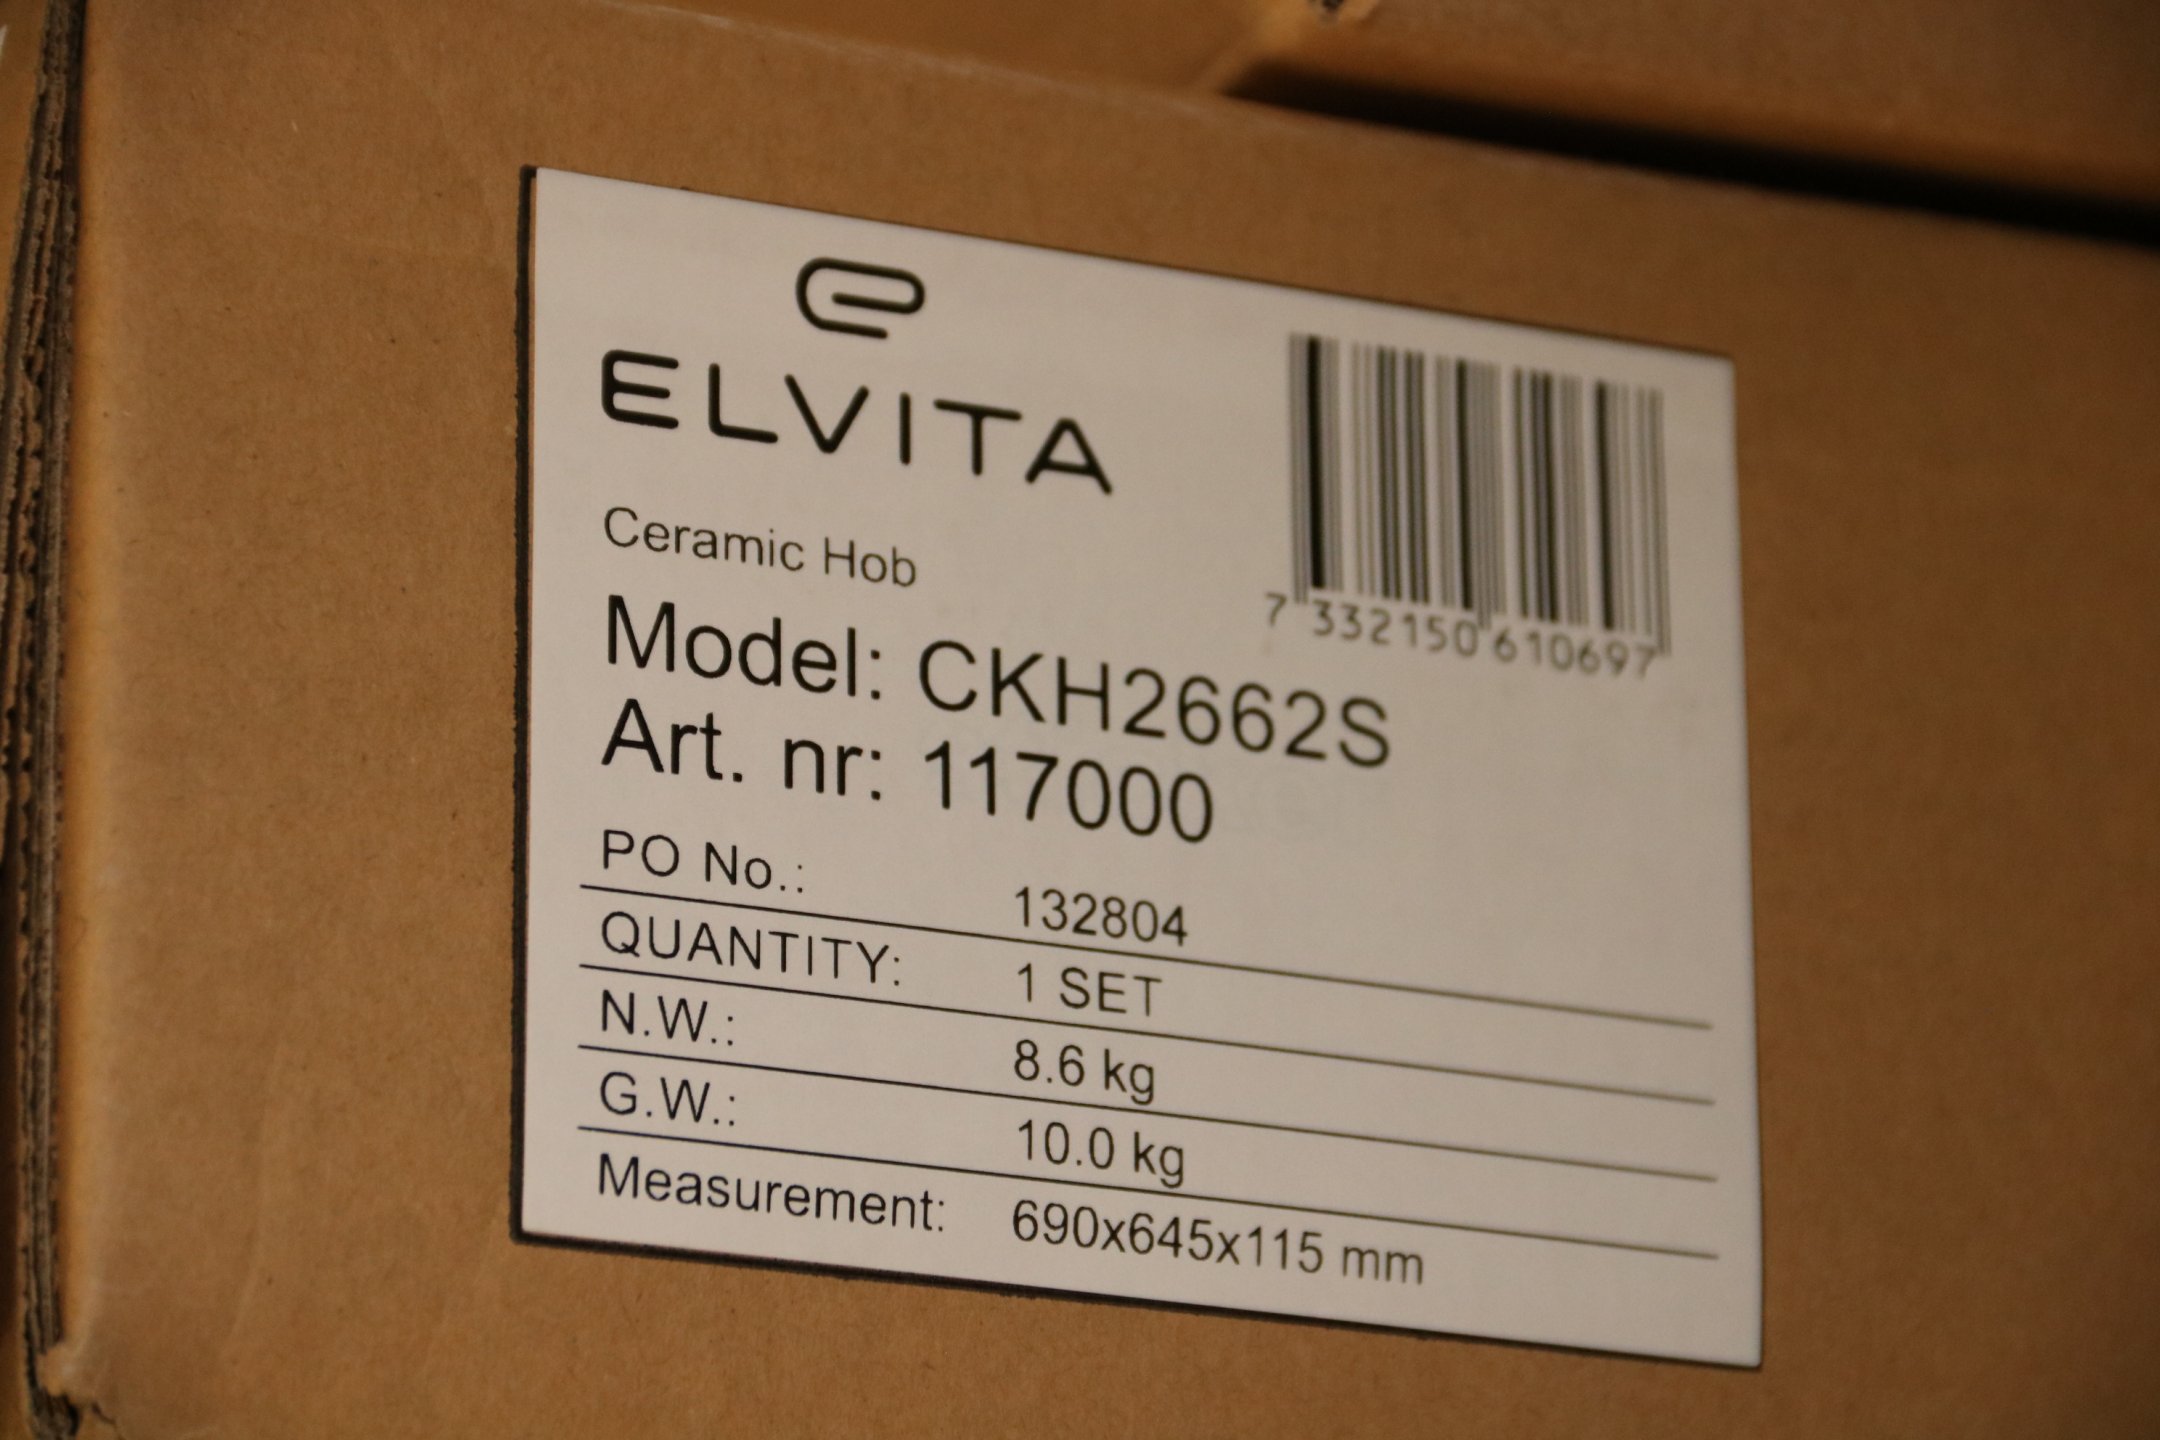 ELVITA
7 332150 610697
Ceramic Hob
Model: CKH2662S
Art. nr: 117000
PO No.: 132804
QUANTITY: 1 SET
N.W.: 8.6 kg
G.W.: 10.0 kg
Measurement: 690x645x115 mm